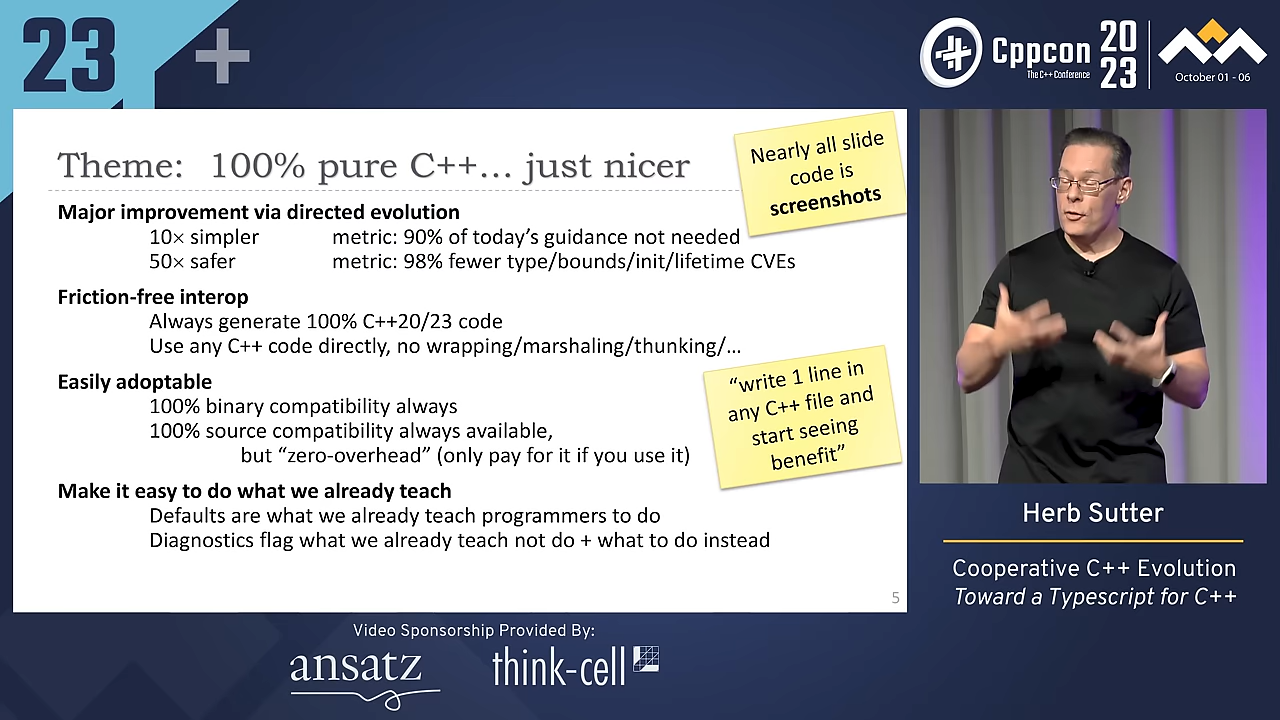 23
Cppcon
The C++ Conference
20
23
October 01 - 06
Theme: 100% pure C++… just nicer
Nearly all slide
code is
screenshots
Major improvement via directed evolution
10× simpler metric: 90% of today’s guidance not needed
50× safer metric: 98% fewer type/bounds/init/lifetime CVEs
Friction-free interop
Always generate 100% C++20/23 code
Use any C++ code directly, no wrapping/marshaling/thunking/…
Easily adoptable
100% binary compatibility always
100% source compatibility always available,
but “zero-overhead” (only pay for it if you use it)
“write 1 line in
any C++ file and
start seeing
benefit”
Make it easy to do what we already teach
Defaults are what we already teach programmers to do
Diagnostics flag what we already teach not do + what to do instead
5
Herb Sutter
Cooperative C++ Evolution
Toward a Typescript for C++
Video Sponsorship Provided By:
ansatz
think-cell